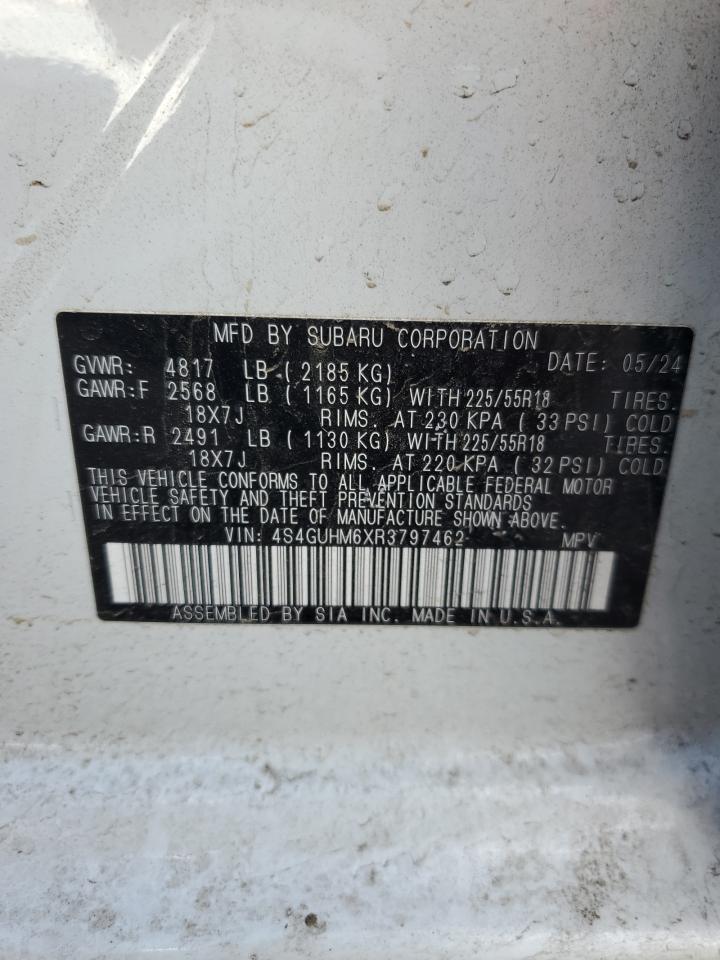 MFD BY SUBARU CORPORATION
GVWR: 4817 LB ( 2185 KG) DATE: 05/24
GAWR:F 2568 LB ( 1165 KG) WITH 225/55R18 TIRES.
18X7J RIMS. AT 230 KPA ( 33 PSI) COLD
GAWR:R 2491 LB ( 1130 KG) WITH 225/55R18 TIRES.
18X7J RIMS. AT 220 KPA ( 32 PSI) COLD
THIS VEHICLE CONFORMS TO ALL APPLICABLE FEDERAL MOTOR
VEHICLE SAFETY AND THEFT PREVENTION STANDARDS
IN EFFECT ON THE DATE OF MANUFACTURE SHOWN ABOVE.
VIN: 4S4GUHM6XR3797462 MPV
ASSEMBLED BY SIA INC. MADE IN U.S.A.